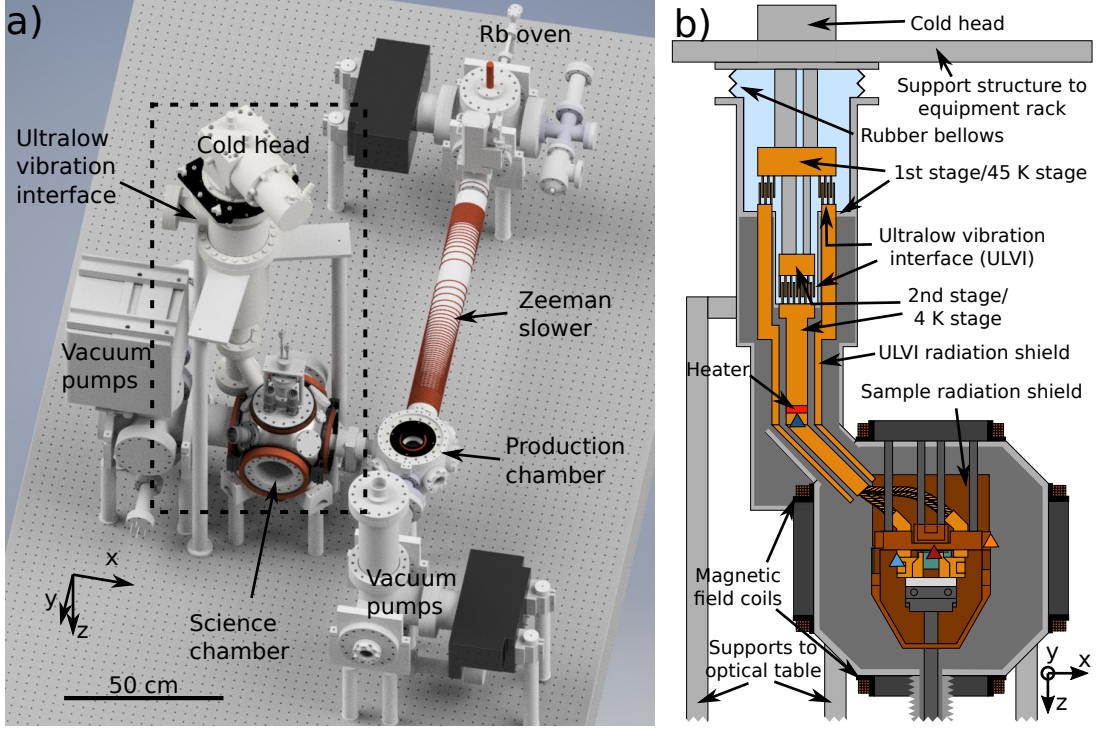 a)
Rb oven
Ultralow
vibration
interface
Cold head
Zeeman
slower
Vacuum
pumps
Production
chamber
x
y
z
Vacuum
pumps
Science
chamber
50 cm
b)
Cold head
Support structure to
equipment rack
Rubber bellows
1st stage/45 K stage
Ultralow vibration
interface (ULVI)
2nd stage/
4 K stage
ULVI radiation shield
Heater
Sample radiation shield
Magnetic
field coils
Supports to
optical table
y
x
z